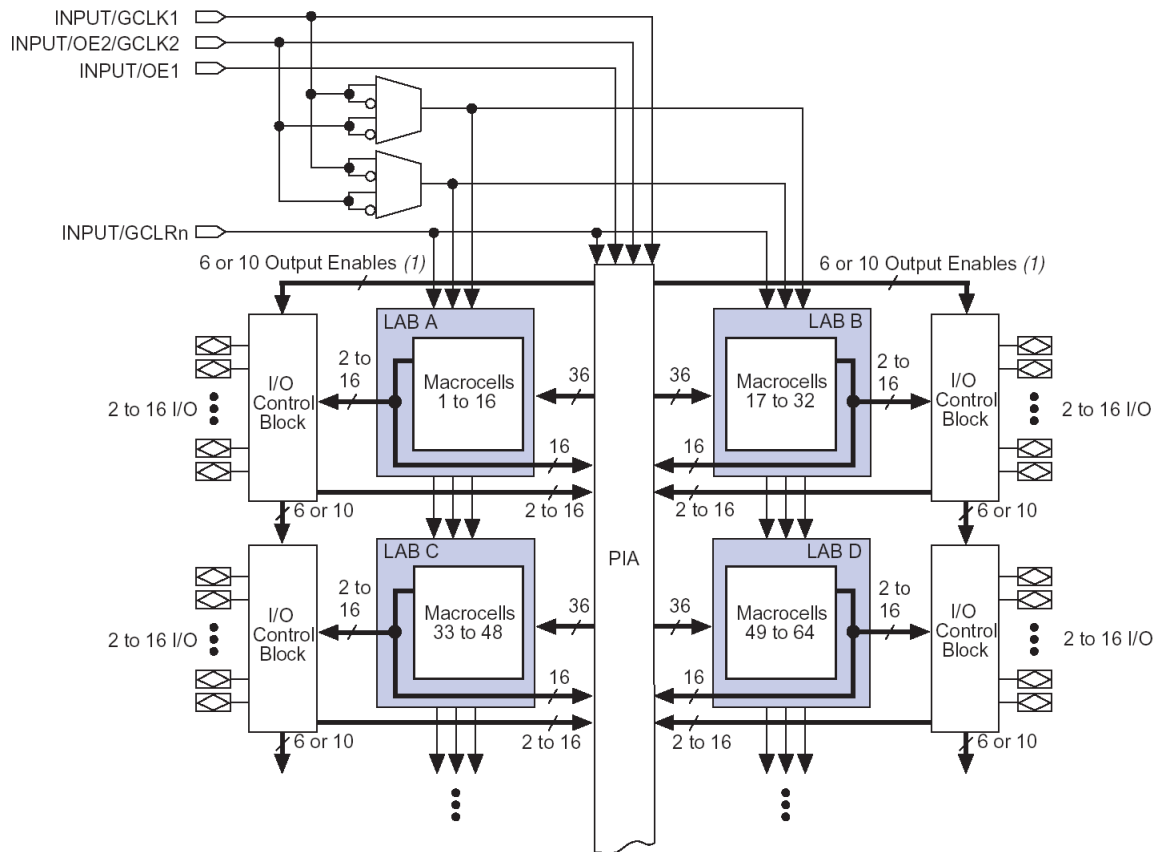 INPUT/GCLK1
INPUT/OE2/GCLK2
INPUT/OE1
INPUT/GCLRn
6 or 10 Output Enables (1)
6 or 10 Output Enables (1)
LAB A
LAB B
2 to 16 I/O
I/O
Control
Block
2 to
16
Macrocells
1 to 16
36
36
Macrocells
17 to 32
2 to
16
I/O
Control
Block
2 to 16 I/O
16
16
6 or 10
2 to 16
2 to 16
6 or 10
LAB C
PIA
LAB D
2 to 16 I/O
I/O
Control
Block
2 to
16
Macrocells
33 to 48
36
36
Macrocells
49 to 64
2 to
16
I/O
Control
Block
2 to 16 I/O
16
16
6 or 10
2 to 16
2 to 16
6 or 10